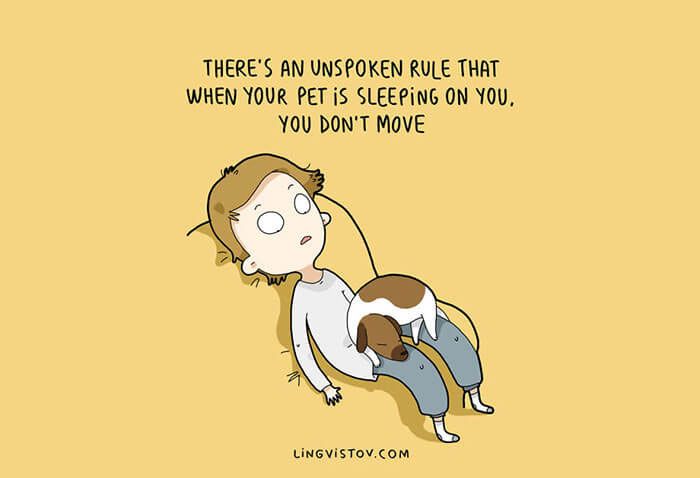 THERE'S AN UNSPOKEN RULE THAT
WHEN YOUR PET IS SLEEPING ON YOU,
YOU DON'T MOVE
LINGVISTOV.COM